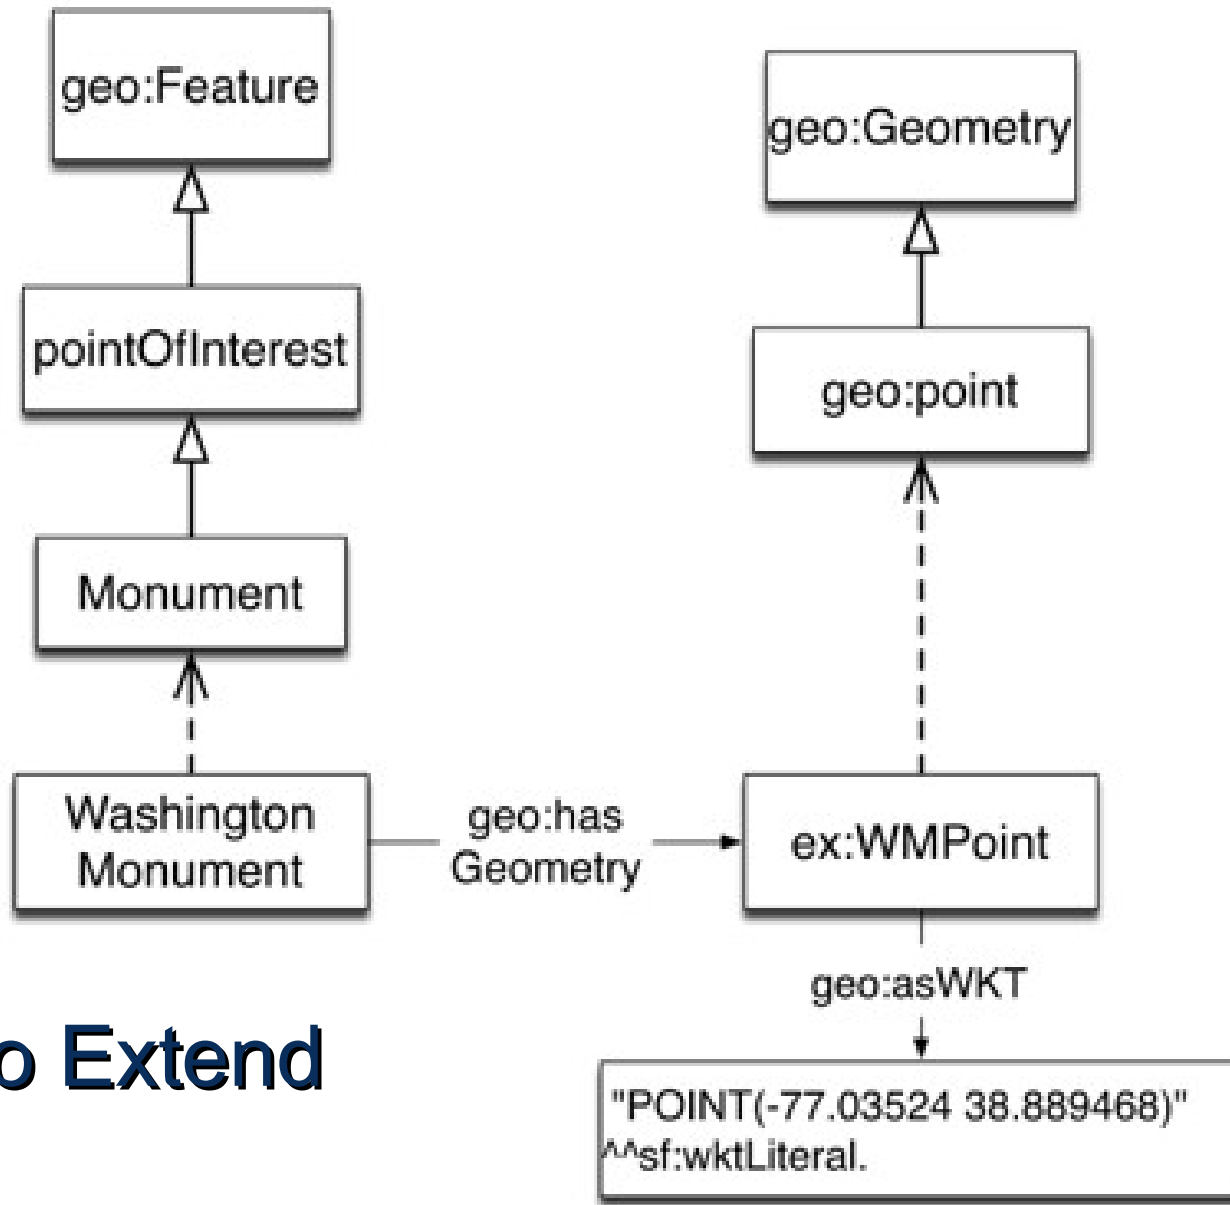 geo:Feature
geo:Geometry
pointOfInterest
geo:point
Monument
Washington
Monument
geo:has
Geometry
ex:WMPoint
geo:asWKT
o Extend
"POINT(-77.03524 38.889468)"
^^sf:wktLiteral.